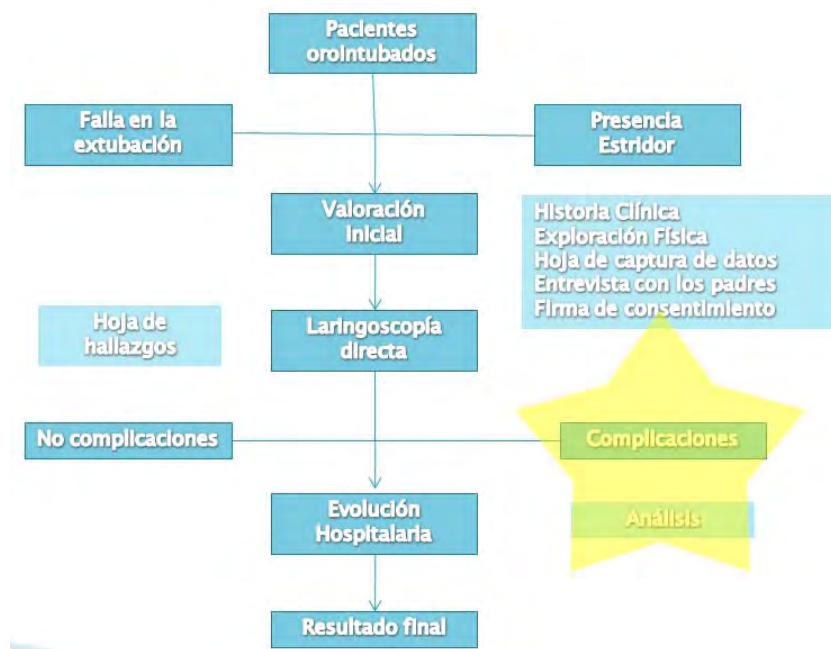 Pacientes
orointubados
Falla en la
extubación
Presencia
Estridor
Valoración
Inicial
Historia Clínica
Exploración Física
Hoja de captura de datos
Entrevista con los padres
Firma de consentimiento
Hoja de
hallazgos
Laringoscopía
directa
No complicaciones
Complicaciones
Evolución
Hospitalaria
Análisis
Resultado final